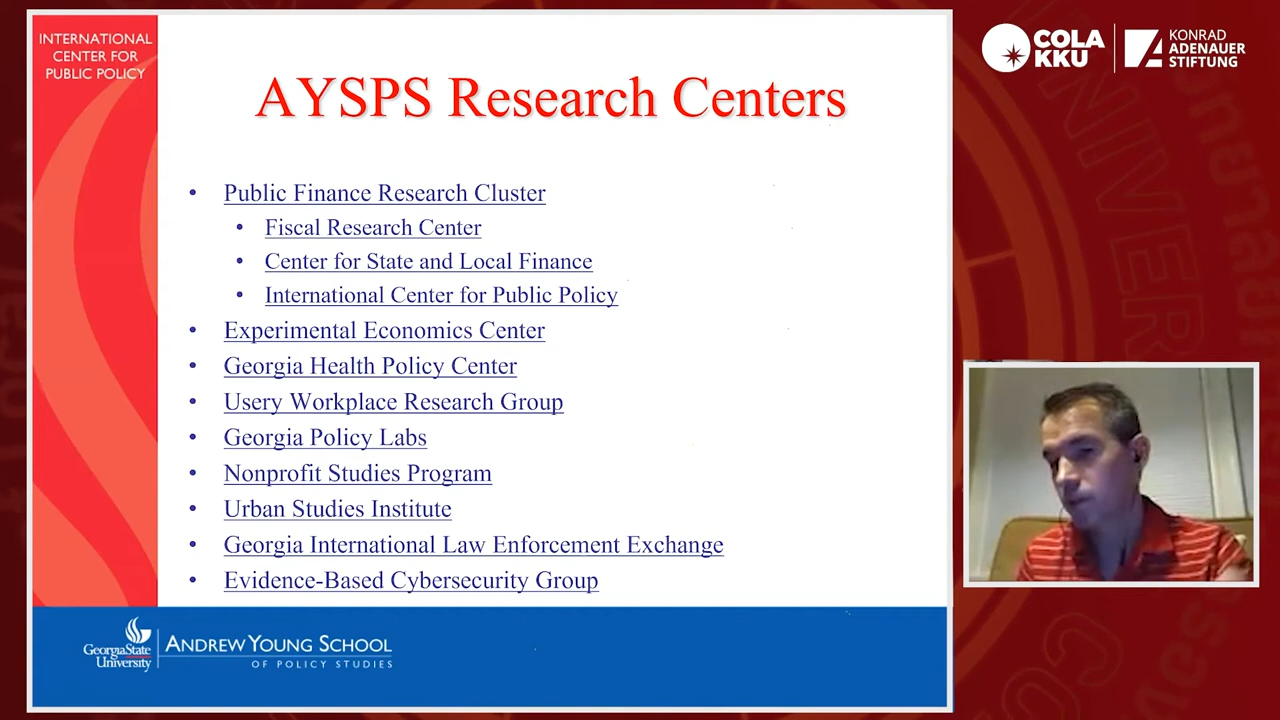 INTERNATIONAL
CENTER FOR
PUBLIC POLICY
AYSPS Research Centers
• Public Finance Research Cluster
• Fiscal Research Center
• Center for State and Local Finance
• International Center for Public Policy
• Experimental Economics Center
• Georgia Health Policy Center
• Usery Workplace Research Group
• Georgia Policy Labs
• Nonprofit Studies Program
• Urban Studies Institute
• Georgia International Law Enforcement Exchange
• Evidence-Based Cybersecurity Group
GeorgiaState
University
ANDREW YOUNG SCHOOL
OF POLICY STUDIES
COLA
KKU
KONRAD
ADENAUER
STIFTUNG